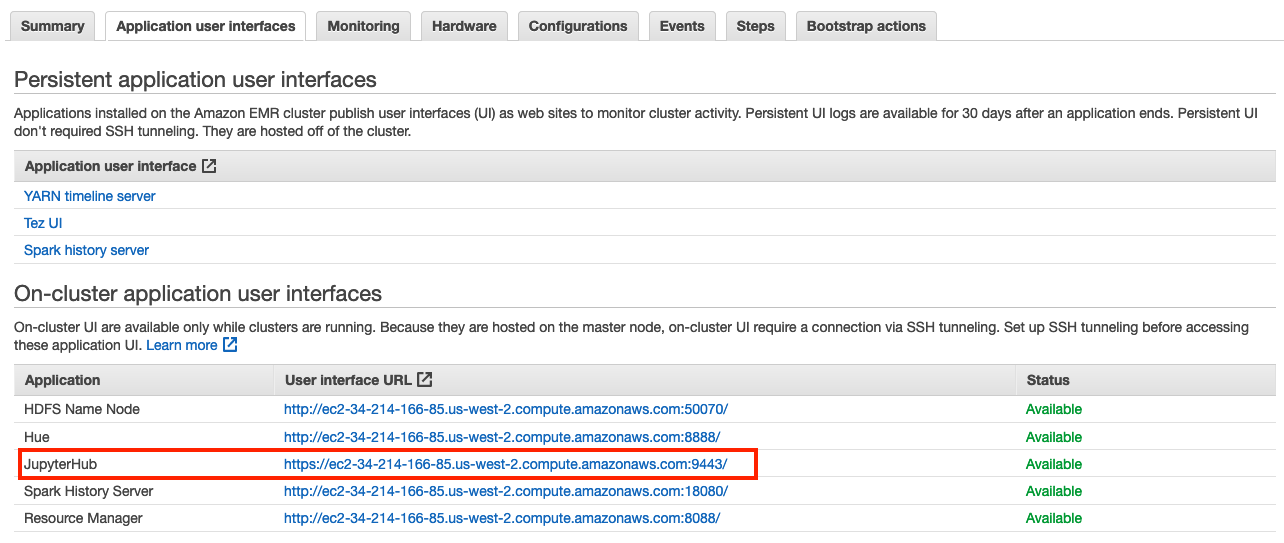 Summary Application user interfaces Monitoring Hardware Configurations Events Steps Bootstrap actions
Persistent application user interfaces
Applications installed on the Amazon EMR cluster publish user interfaces (UI) as web sites to monitor cluster activity. Persistent UI logs are available for 30 days after an application ends. Persistent UI
don't required SSH tunneling. They are hosted off of the cluster.
Application user interface
YARN timeline server
Tez UI
Spark history server
On-cluster application user interfaces
On-cluster UI are available only while clusters are running. Because they are hosted on the master node, on-cluster UI require a connection via SSH tunneling. Set up SSH tunneling before accessing
these application UI. Learn more
Application User interface URL Status
HDFS Name Node http://ec2-34-214-166-85.us-west-2.compute.amazonaws.com:50070/ Available
Hue http://ec2-34-214-166-85.us-west-2.compute.amazonaws.com:8888/ Available
JupyterHub https://ec2-34-214-166-85.us-west-2.compute.amazonaws.com:9443/ Available
Spark History Server http://ec2-34-214-166-85.us-west-2.compute.amazonaws.com:18080/ Available
Resource Manager http://ec2-34-214-166-85.us-west-2.compute.amazonaws.com:8088/ Available